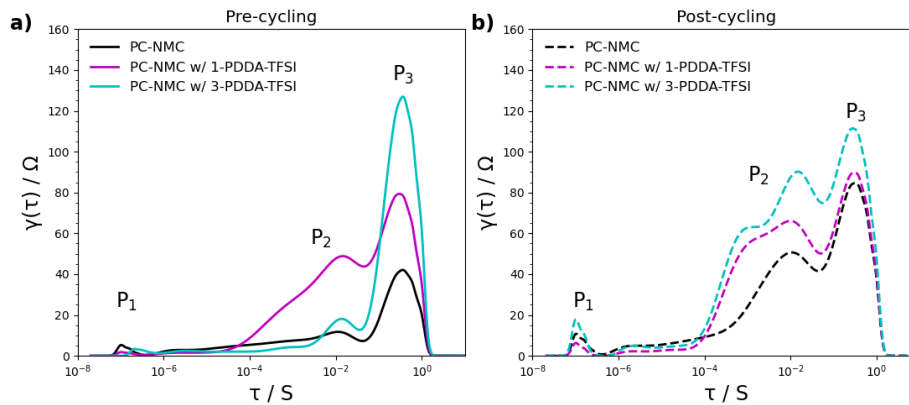 a)
Pre-cycling
160
140
120
100
80
60
40
20
0
γ(τ) / Ω
PC-NMC
PC-NMC w/ 1-PDDA-TFSI
PC-NMC w/ 3-PDDA-TFSI
P₁
P₂
P₃
10⁻⁸
10⁻⁶
10⁻⁴
10⁻²
10⁰
τ / S
b)
Post-cycling
160
140
120
100
80
60
40
20
0
γ(τ) / Ω
PC-NMC
PC-NMC w/ 1-PDDA-TFSI
PC-NMC w/ 3-PDDA-TFSI
P₁
P₂
P₃
10⁻⁸
10⁻⁶
10⁻⁴
10⁻²
10⁰
τ / S